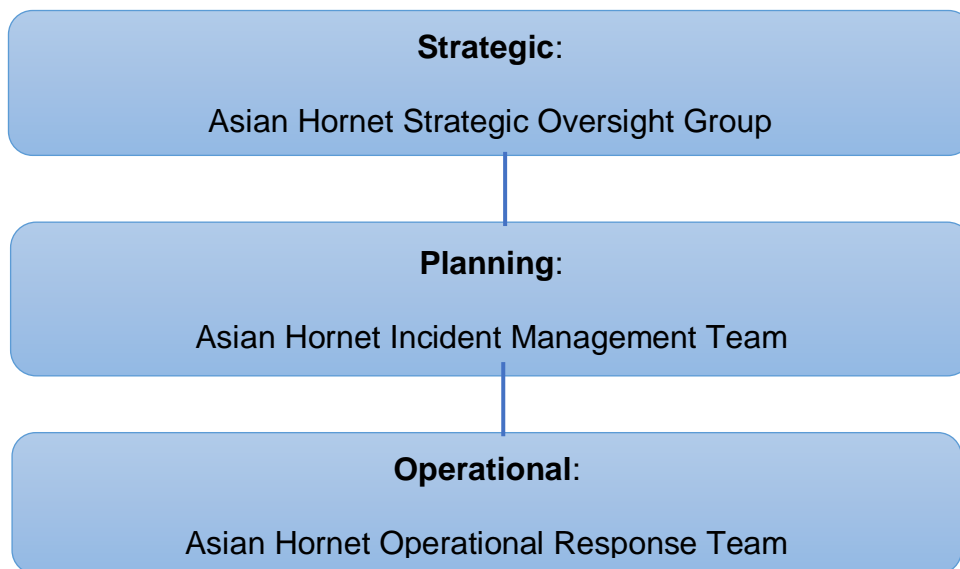 Strategic:
Asian Hornet Strategic Oversight Group
Planning:
Asian Hornet Incident Management Team
Operational:
Asian Hornet Operational Response Team